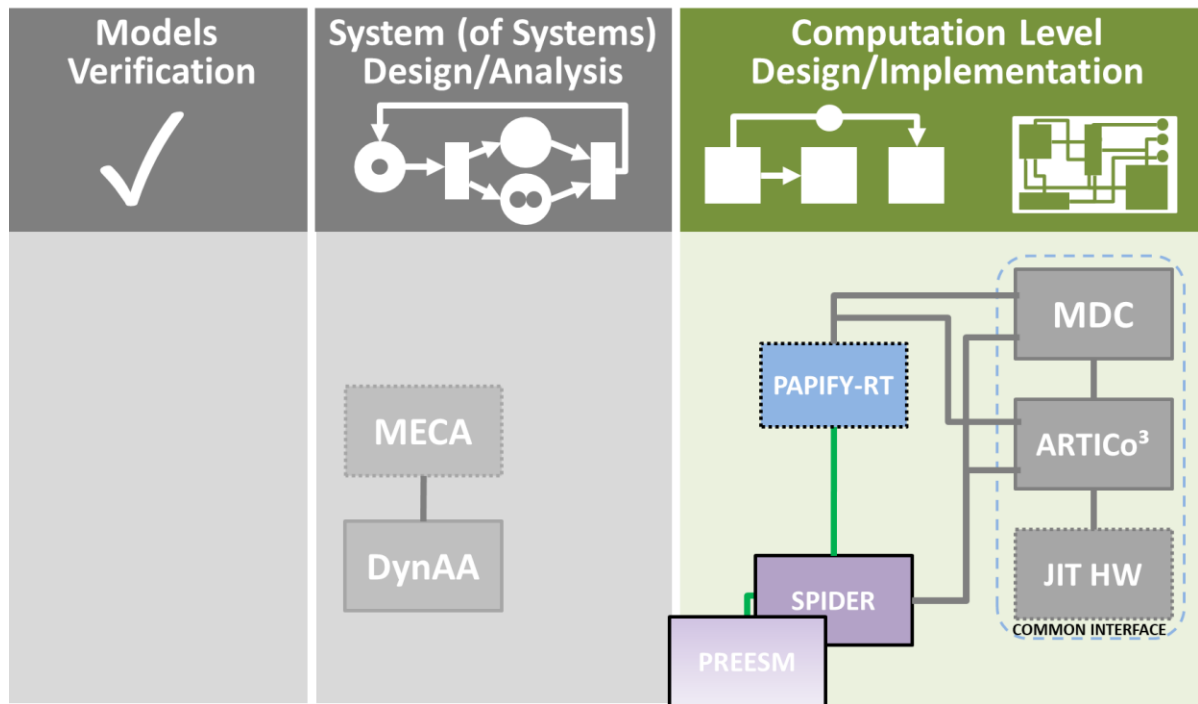 Models
Verification
System (of Systems)
Design/Analysis
Computation Level
Design/Implementation
MECA
DynAA
PAPIFY-RT
SPIDER
PREESM
MDC
ARTICo³
JIT HW
COMMON INTERFACE